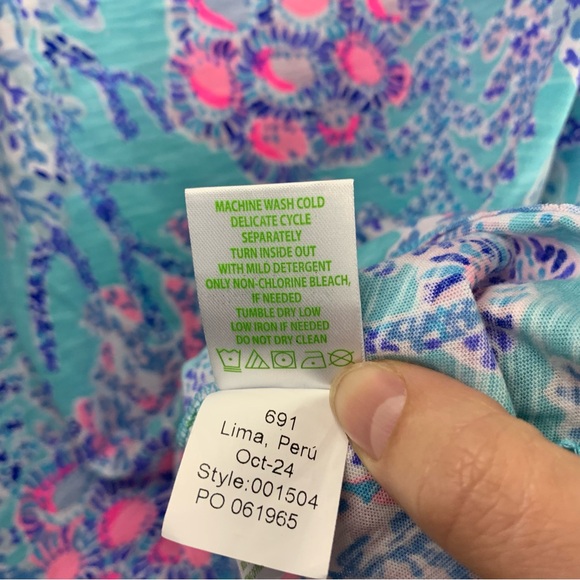 MACHINE WASH COLD
DELICATE CYCLE
SEPARATELY
TURN INSIDE OUT
WITH MILD DETERGENT
ONLY NON-CHLORINE BLEACH,
IF NEEDED
TUMBLE DRY LOW
LOW IRON IF NEEDED
DO NOT DRY CLEAN
691
Lima, Perú
Oct-24
Style:001504
PO 061965